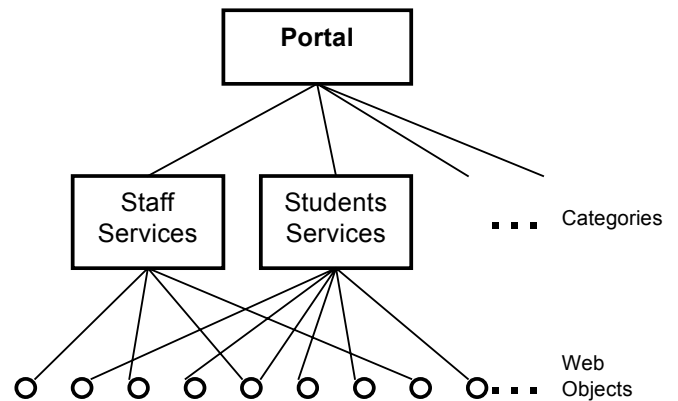 Portal
Staff
Services
Students
Services
Categories
Web
Objects